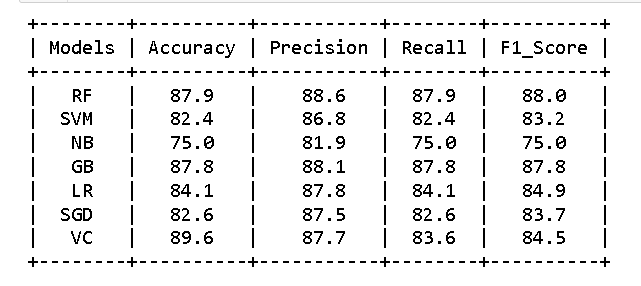 Models | Accuracy | Precision | Recall | F1_Score
RF | 87.9 | 88.6 | 87.9 | 88.0
SVM | 82.4 | 86.8 | 82.4 | 83.2
NB | 75.0 | 81.9 | 75.0 | 75.0
GB | 87.8 | 88.1 | 87.8 | 87.8
LR | 84.1 | 87.8 | 84.1 | 84.9
SGD | 82.6 | 87.5 | 82.6 | 83.7
VC | 89.6 | 87.7 | 83.6 | 84.5